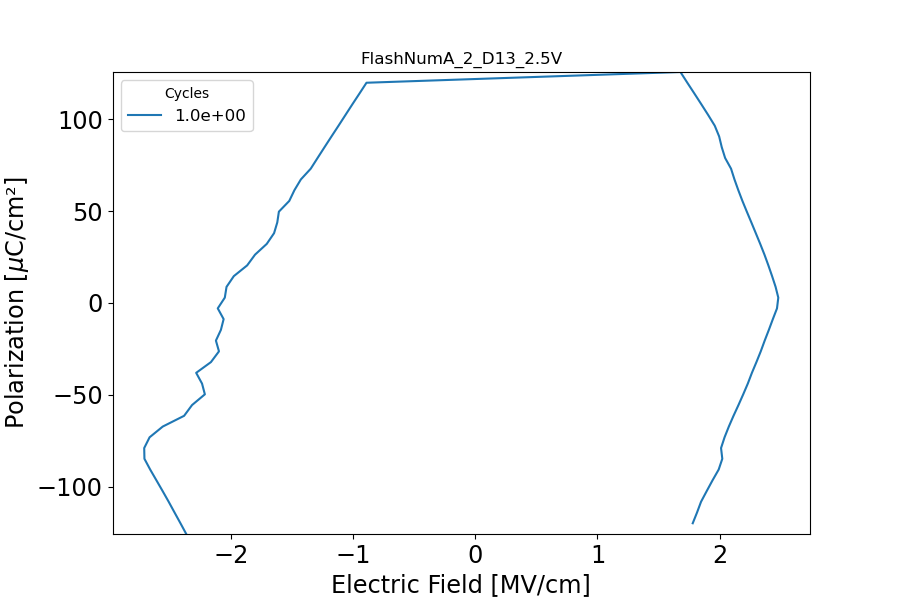 FlashNumA_2_D13_2.5V
Cycles
1.0e+00
100
50
0
−50
−100
Polarization [μC/cm²]
−2
−1
0
1
2
Electric Field [MV/cm]